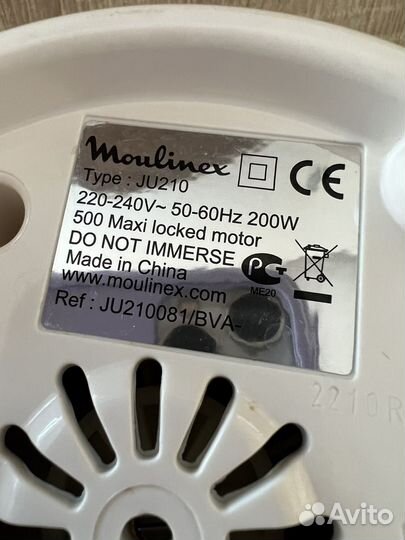 Moulinex
CE
Type : JU210
220-240V~ 50-60Hz 200W
500 Maxi locked motor
DO NOT IMMERSE
Made in China
www.moulinex.com
ME20
Ref : JU210081/BVA-
2210R
Avito